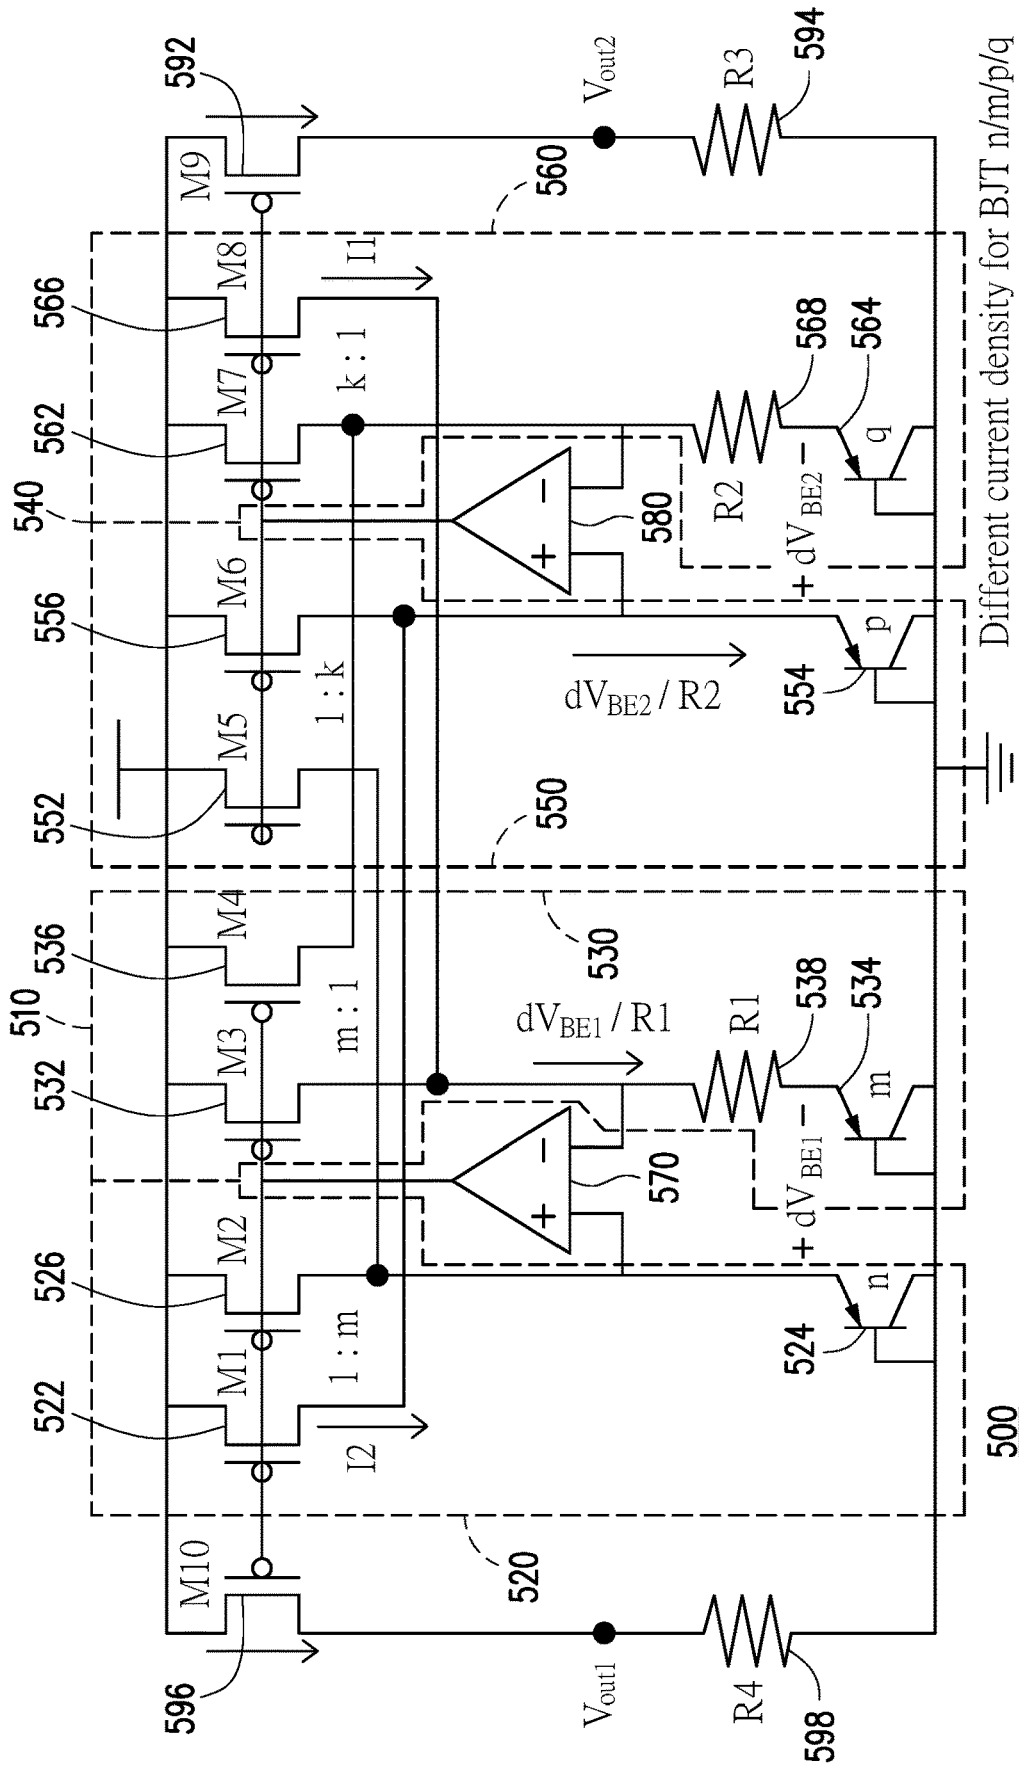 510
540
522
526
532
536
552
556
562
566
592
596
M10
M1
M2
M3
M4
M5
M6
M7
M8
M9
I2
1 : m
m : 1
1 : k
k : 1
I1
520
530
550
560
+ −
570
+ −
580
dVBE1 / R1
dVBE2 / R2
Vout1
Vout2
R4
598
R1
538
R2
568
R3
594
+ dVBE1 −
+ dVBE2 −
524
n
534
m
554
p
564
q
500
Different current density for BJT n/m/p/q